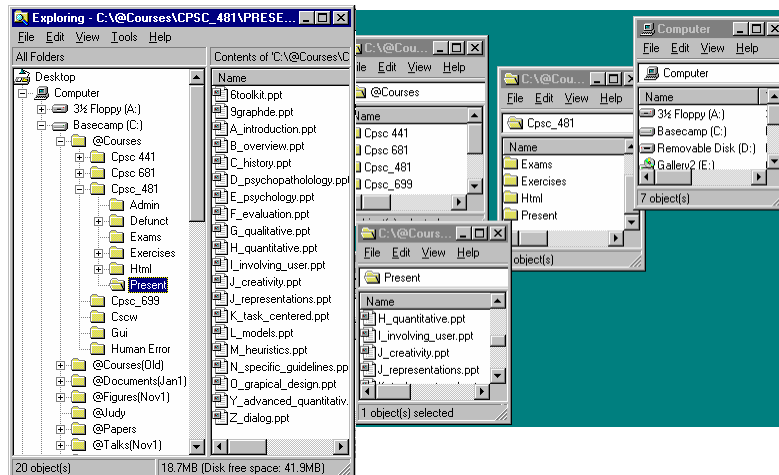 Exploring - C:\@Courses\CPSC_481\PRESE...
File Edit View Tools Help
All Folders
Contents of 'C:\@Courses\C
Desktop
Computer
3½ Floppy (A:)
Basecamp (C:)
@Courses
Cpsc 441
Cpsc 681
Cpsc_481
Admin
Defunct
Exams
Exercises
Html
Present
Cpsc_699
Cscw
Gui
Human Error
@Courses(Old)
@Documents(Jan1)
@Figures(Nov1)
@Judy
@Papers
@Talks(Nov1)
Name
6toolkit.ppt
9graphde.ppt
A_introduction.ppt
B_overview.ppt
C_history.ppt
D_psychopatholology.ppt
E_psychology.ppt
F_evaluation.ppt
G_qualitative.ppt
H_quantitative.ppt
I_involving_user.ppt
J_creativity.ppt
J_representations.ppt
K_task_centered.ppt
L_models.ppt
M_heuristics.ppt
N_specific_guidelines.pp
O_grapical_design.ppt
Y_advanced_quantitativ.
Z_dialog.ppt
20 object(s)
18.7MB (Disk free space: 41.9MB)
C:\@Cou...
Edit View Help
@Courses
Name
Cpsc 441
Cpsc 681
Cpsc_481
Cpsc_699
C:\@Cours...
File Edit View Help
Present
Name
H_quantitative.ppt
I_involving_user.ppt
J_creativity.ppt
J_representations.ppt
1 object(s) selected
C:\@Cou...
File Edit View Help
Cpsc_481
Name
Exams
Exercises
Html
Present
object(s)
Computer
File Edit View Help
Computer
Name
3½ Floppy (A:)
Basecamp (C:)
Removable Disk (D:)
Gallery2 (E:)
7 object(s)